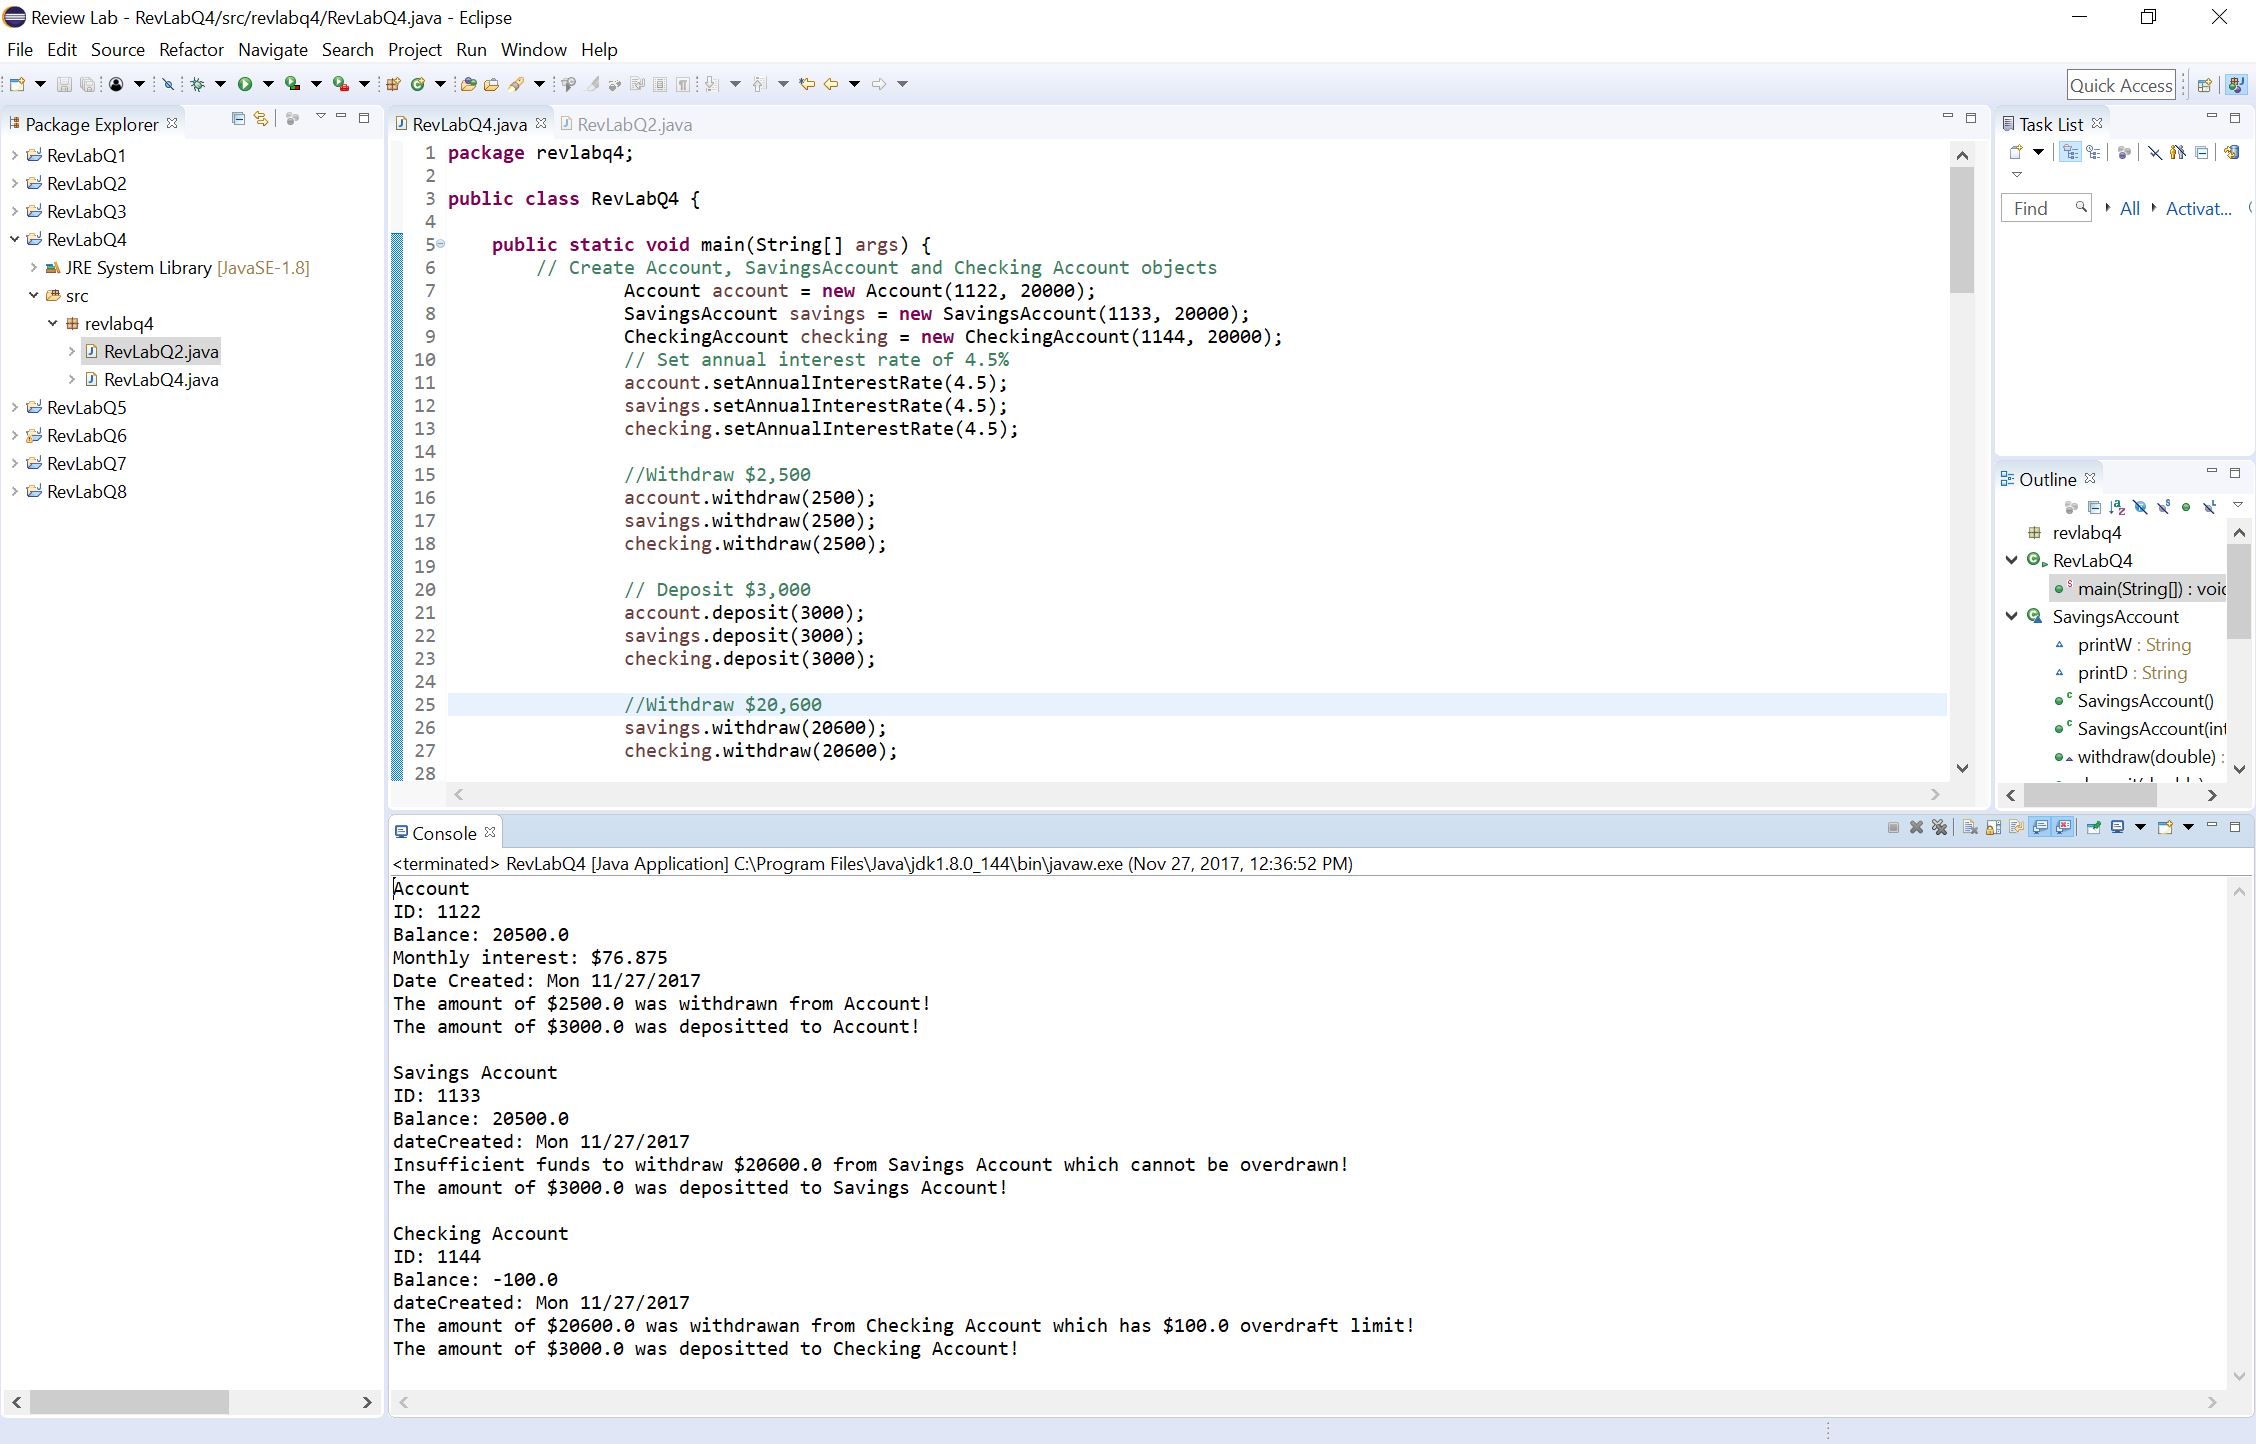 Review Lab - RevLabQ4/src/revlabq4/RevLabQ4.java - Eclipse
File Edit Source Refactor Navigate Search Project Run Window Help
Quick Access
Package Explorer
RevLabQ1
RevLabQ2
RevLabQ3
RevLabQ4
JRE System Library [JavaSE-1.8]
src
revlabq4
RevLabQ2.java
RevLabQ4.java
RevLabQ5
RevLabQ6
RevLabQ7
RevLabQ8
RevLabQ4.java RevLabQ2.java
1 package revlabq4;
2
3 public class RevLabQ4 {
4
5 public static void main(String[] args) {
6 // Create Account, SavingsAccount and Checking Account objects
7 Account account = new Account(1122, 20000);
8 SavingsAccount savings = new SavingsAccount(1133, 20000);
9 CheckingAccount checking = new CheckingAccount(1144, 20000);
10 // Set annual interest rate of 4.5%
11 account.setAnnualInterestRate(4.5);
12 savings.setAnnualInterestRate(4.5);
13 checking.setAnnualInterestRate(4.5);
14
15 //Withdraw $2,500
16 account.withdraw(2500);
17 savings.withdraw(2500);
18 checking.withdraw(2500);
19
20 // Deposit $3,000
21 account.deposit(3000);
22 savings.deposit(3000);
23 checking.deposit(3000);
24
25 //Withdraw $20,600
26 savings.withdraw(20600);
27 checking.withdraw(20600);
28
Task List
Find All Activat...
Outline
revlabq4
RevLabQ4
main(String[]) : voic
SavingsAccount
printW : String
printD : String
SavingsAccount()
SavingsAccount(int
withdraw(double) :
Console
<terminated> RevLabQ4 [Java Application] C:\Program Files\Java\jdk1.8.0_144\bin\javaw.exe (Nov 27, 2017, 12:36:52 PM)
Account
ID: 1122
Balance: 20500.0
Monthly interest: $76.875
Date Created: Mon 11/27/2017
The amount of $2500.0 was withdrawn from Account!
The amount of $3000.0 was depositted to Account!

Savings Account
ID: 1133
Balance: 20500.0
dateCreated: Mon 11/27/2017
Insufficient funds to withdraw $20600.0 from Savings Account which cannot be overdrawn!
The amount of $3000.0 was depositted to Savings Account!

Checking Account
ID: 1144
Balance: -100.0
dateCreated: Mon 11/27/2017
The amount of $20600.0 was withdrawan from Checking Account which has $100.0 overdraft limit!
The amount of $3000.0 was depositted to Checking Account!